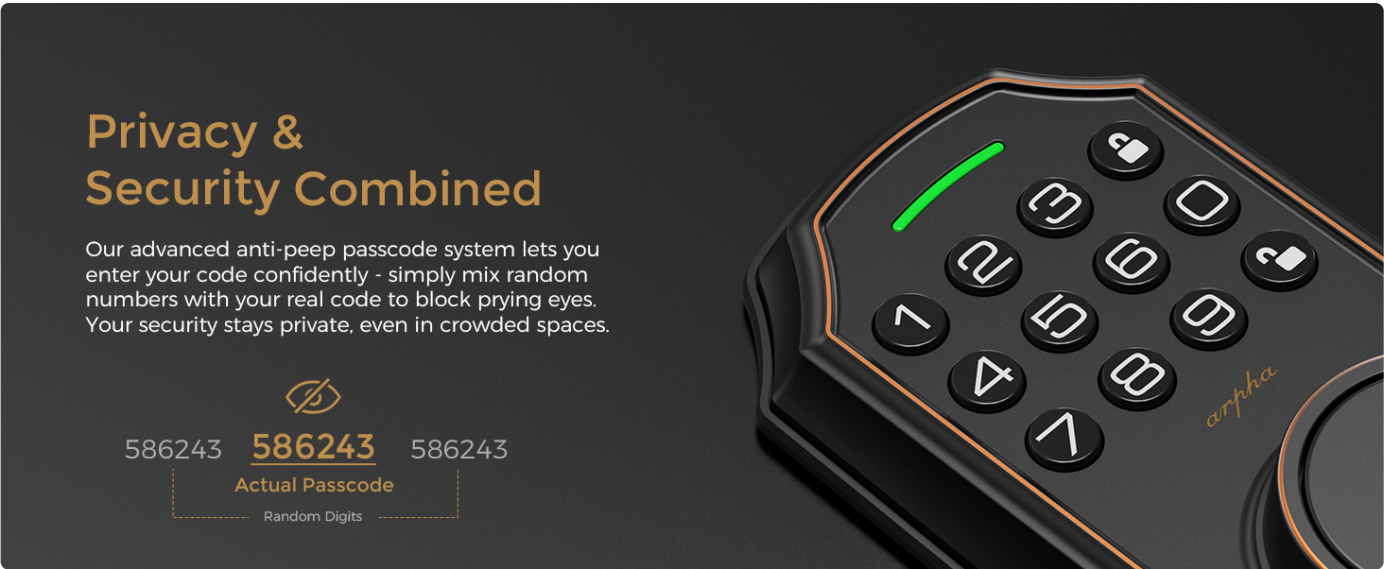 Privacy &
Security Combined
Our advanced anti-peep passcode system lets you
enter your code confidently - simply mix random
numbers with your real code to block prying eyes.
Your security stays private, even in crowded spaces.
586243 586243 586243
Actual Passcode
Random Digits
1 2 3
4 5 6 0
7 8 9
arpha